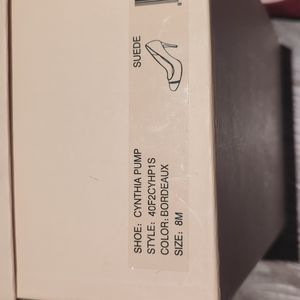 SUEDE
SHOE: CYNTHIA PUMP
STYLE: 40F2CYHP1S
COLOR: BORDEAUX
SIZE: 8M